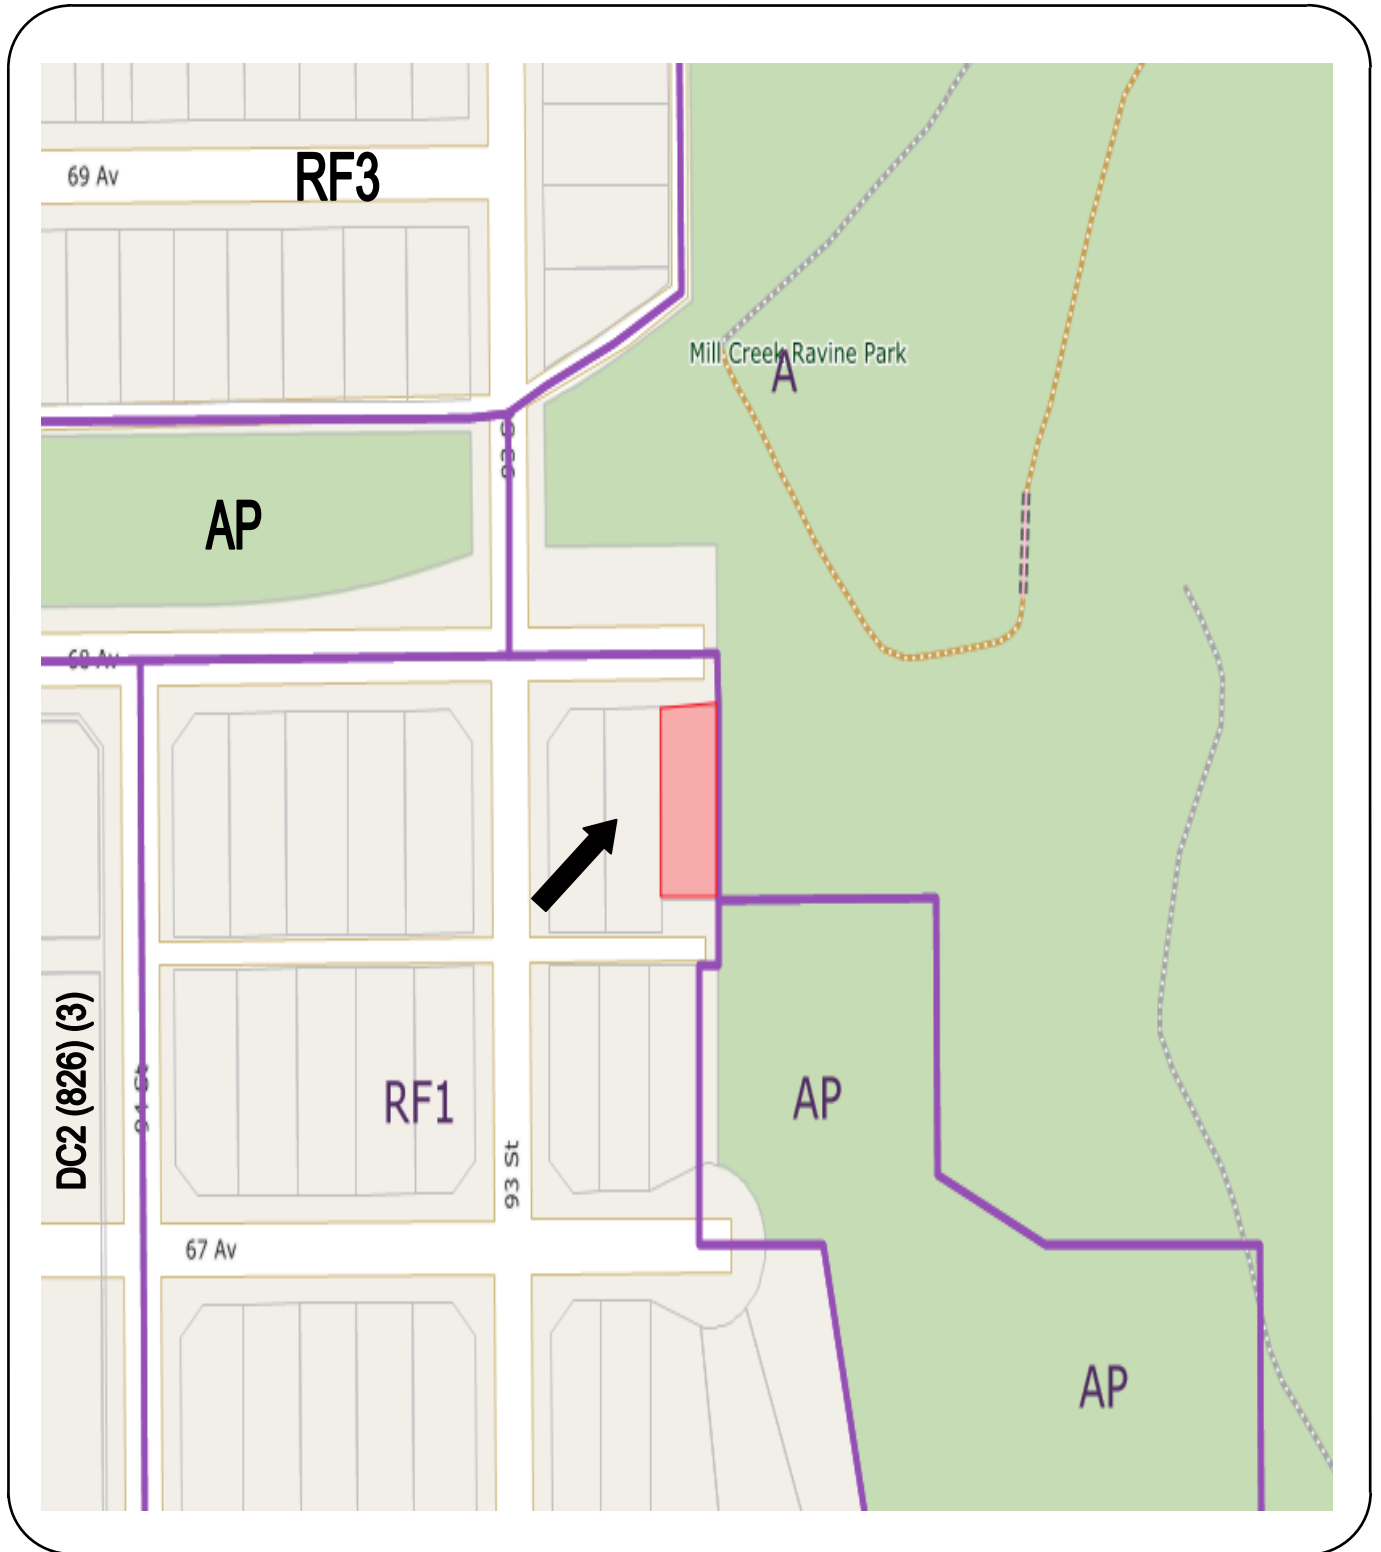 69 Av
RF3
Mill Creek Ravine Park
A
93 S
AP
68 Av
DC2 (826) (3)
94 St
RF1
93 St
AP
67 Av
AP